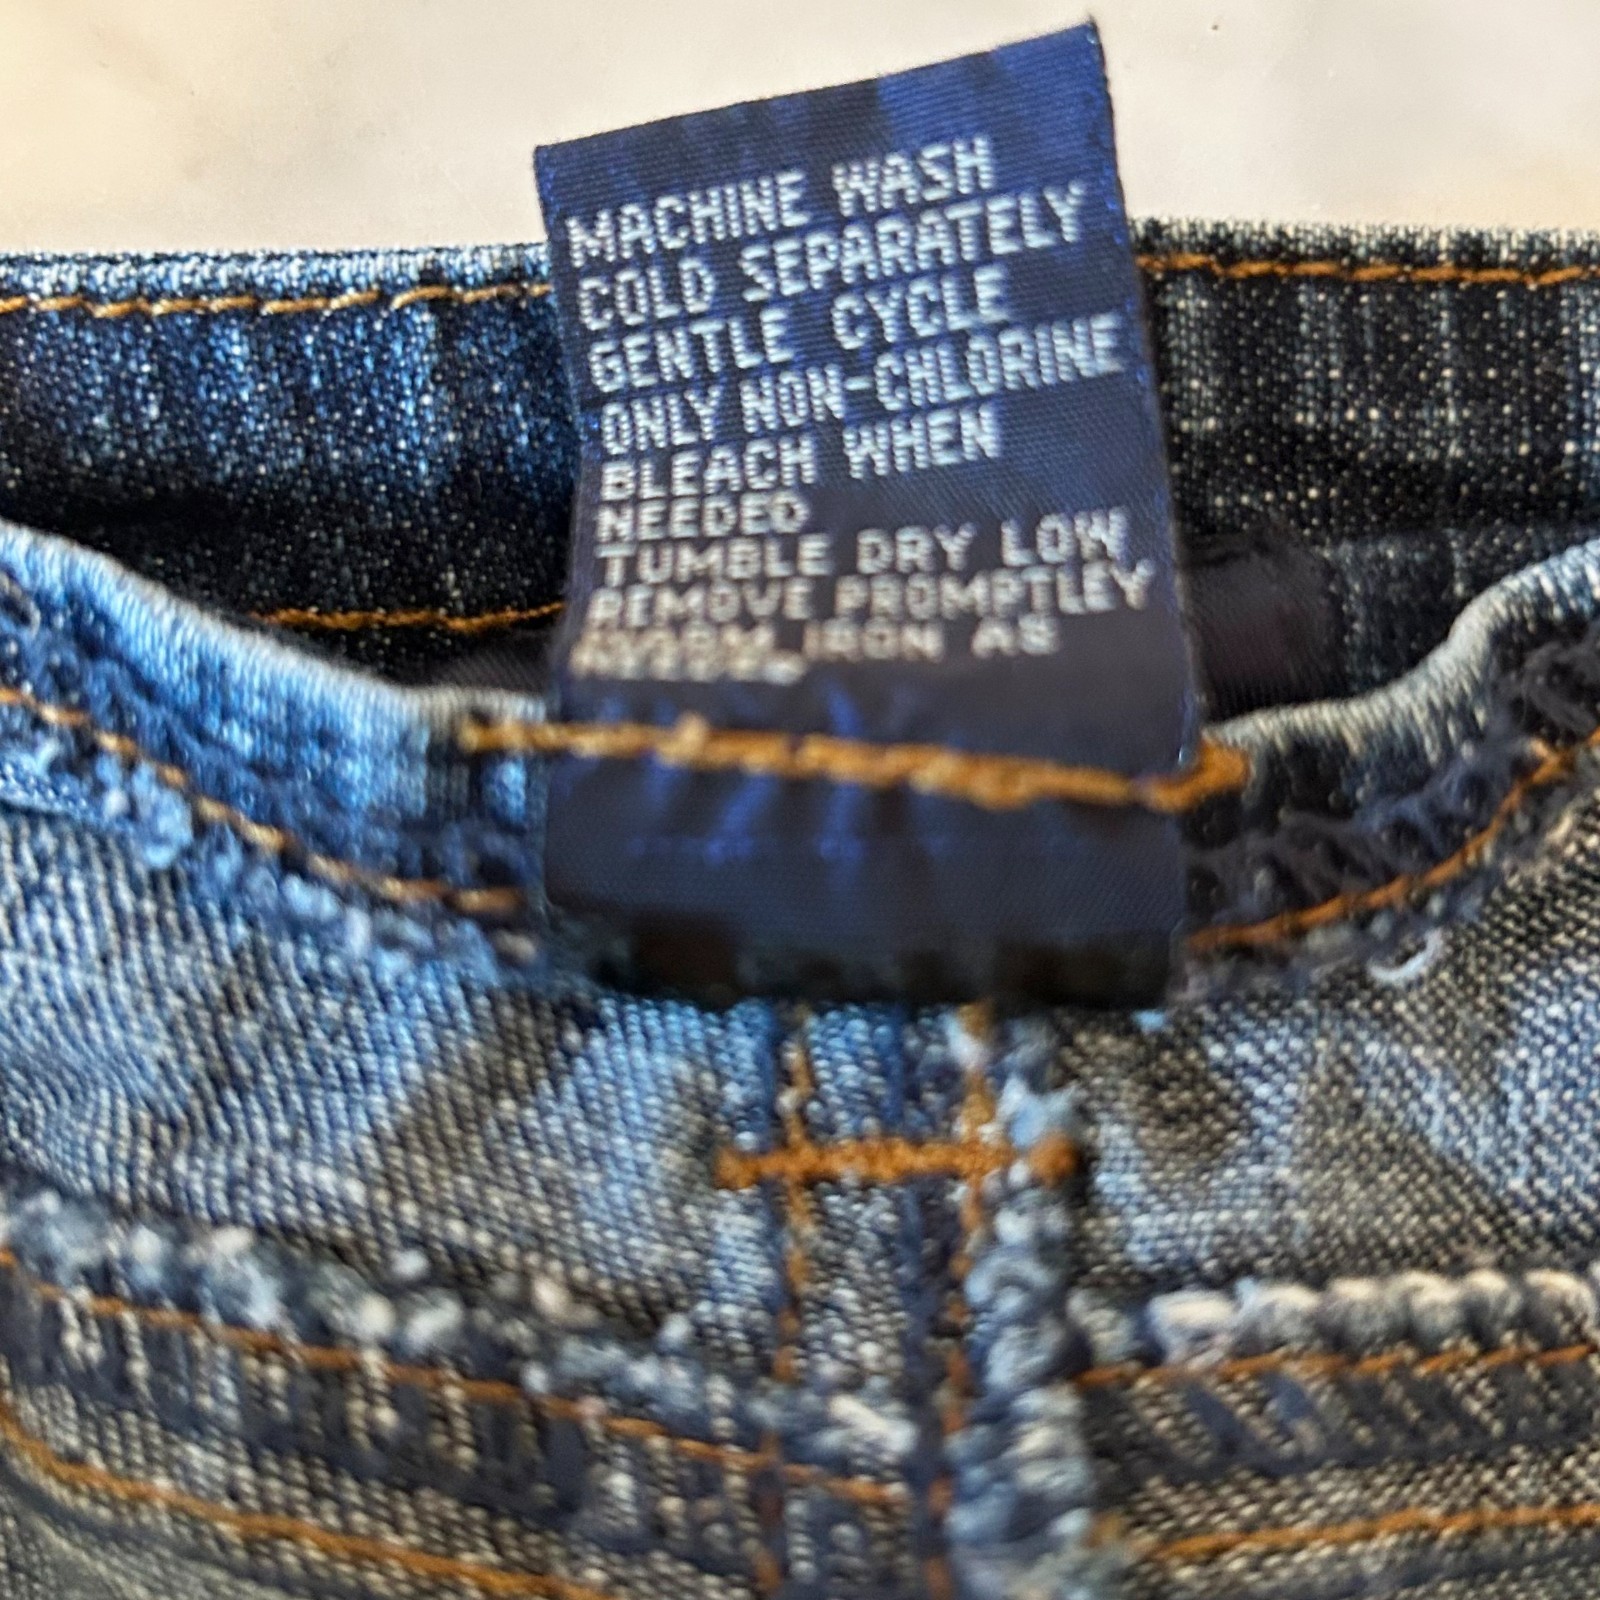 MACHINE WASH
COLD SEPARATELY
GENTLE CYCLE
ONLY NON-CHLORINE
BLEACH WHEN
NEEDED
TUMBLE DRY LOW
REMOVE PROMPTLEY
WARM IRON AS